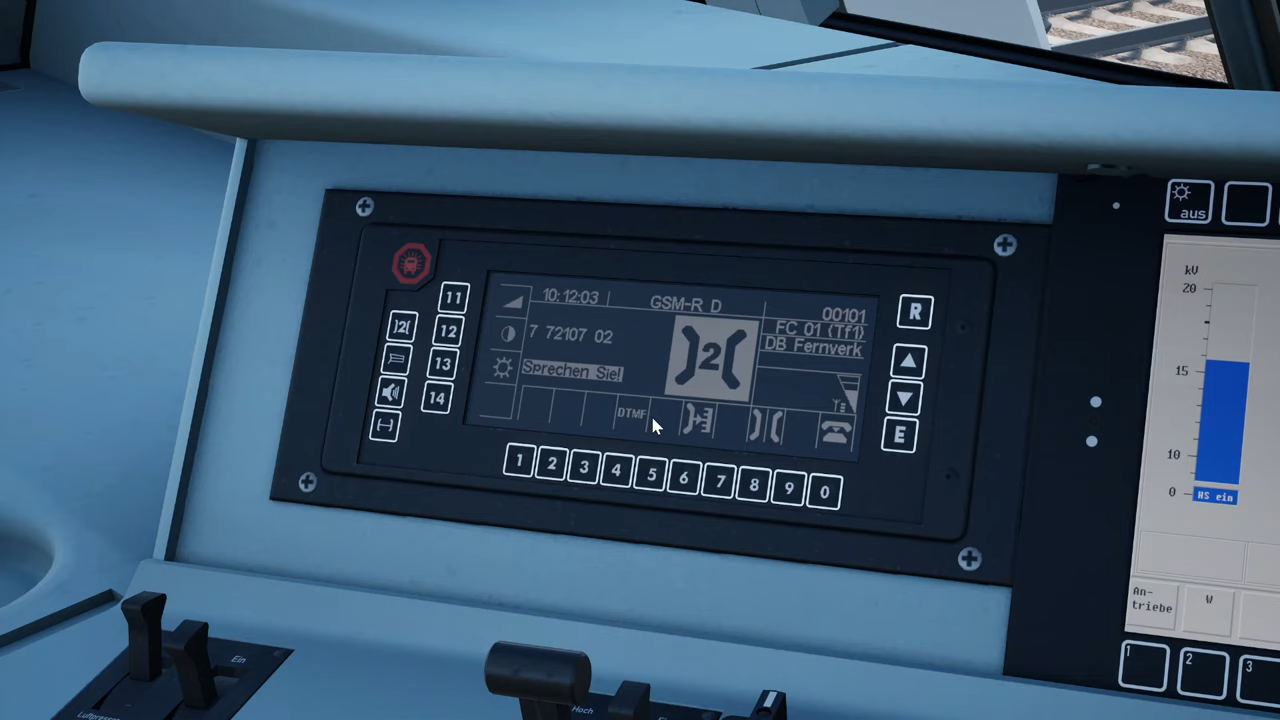 aus
kV
20
15
10
0
HS ein
An-
triebe
W
1
2
3
10:12:03
GSM-R D
00101
FC 01 (Tf1)
DB Fernverk
7 72107 02
2
Sprechen Sie!
DTMF
11
12
13
14
2
R
E
1 2 3 4 5 6 7 8 9 0
Ein
Hoch